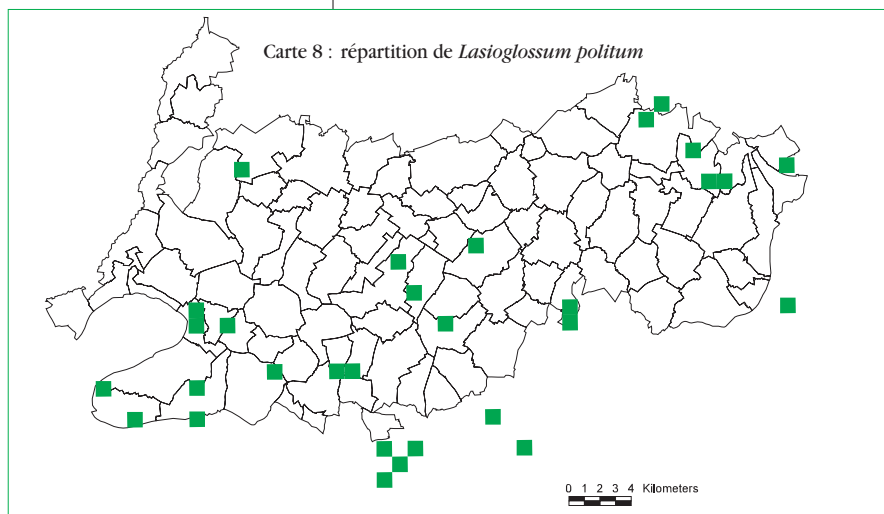 Carte 8 : répartition de Lasioglossum politum
0 1 2 3 4 Kilometers